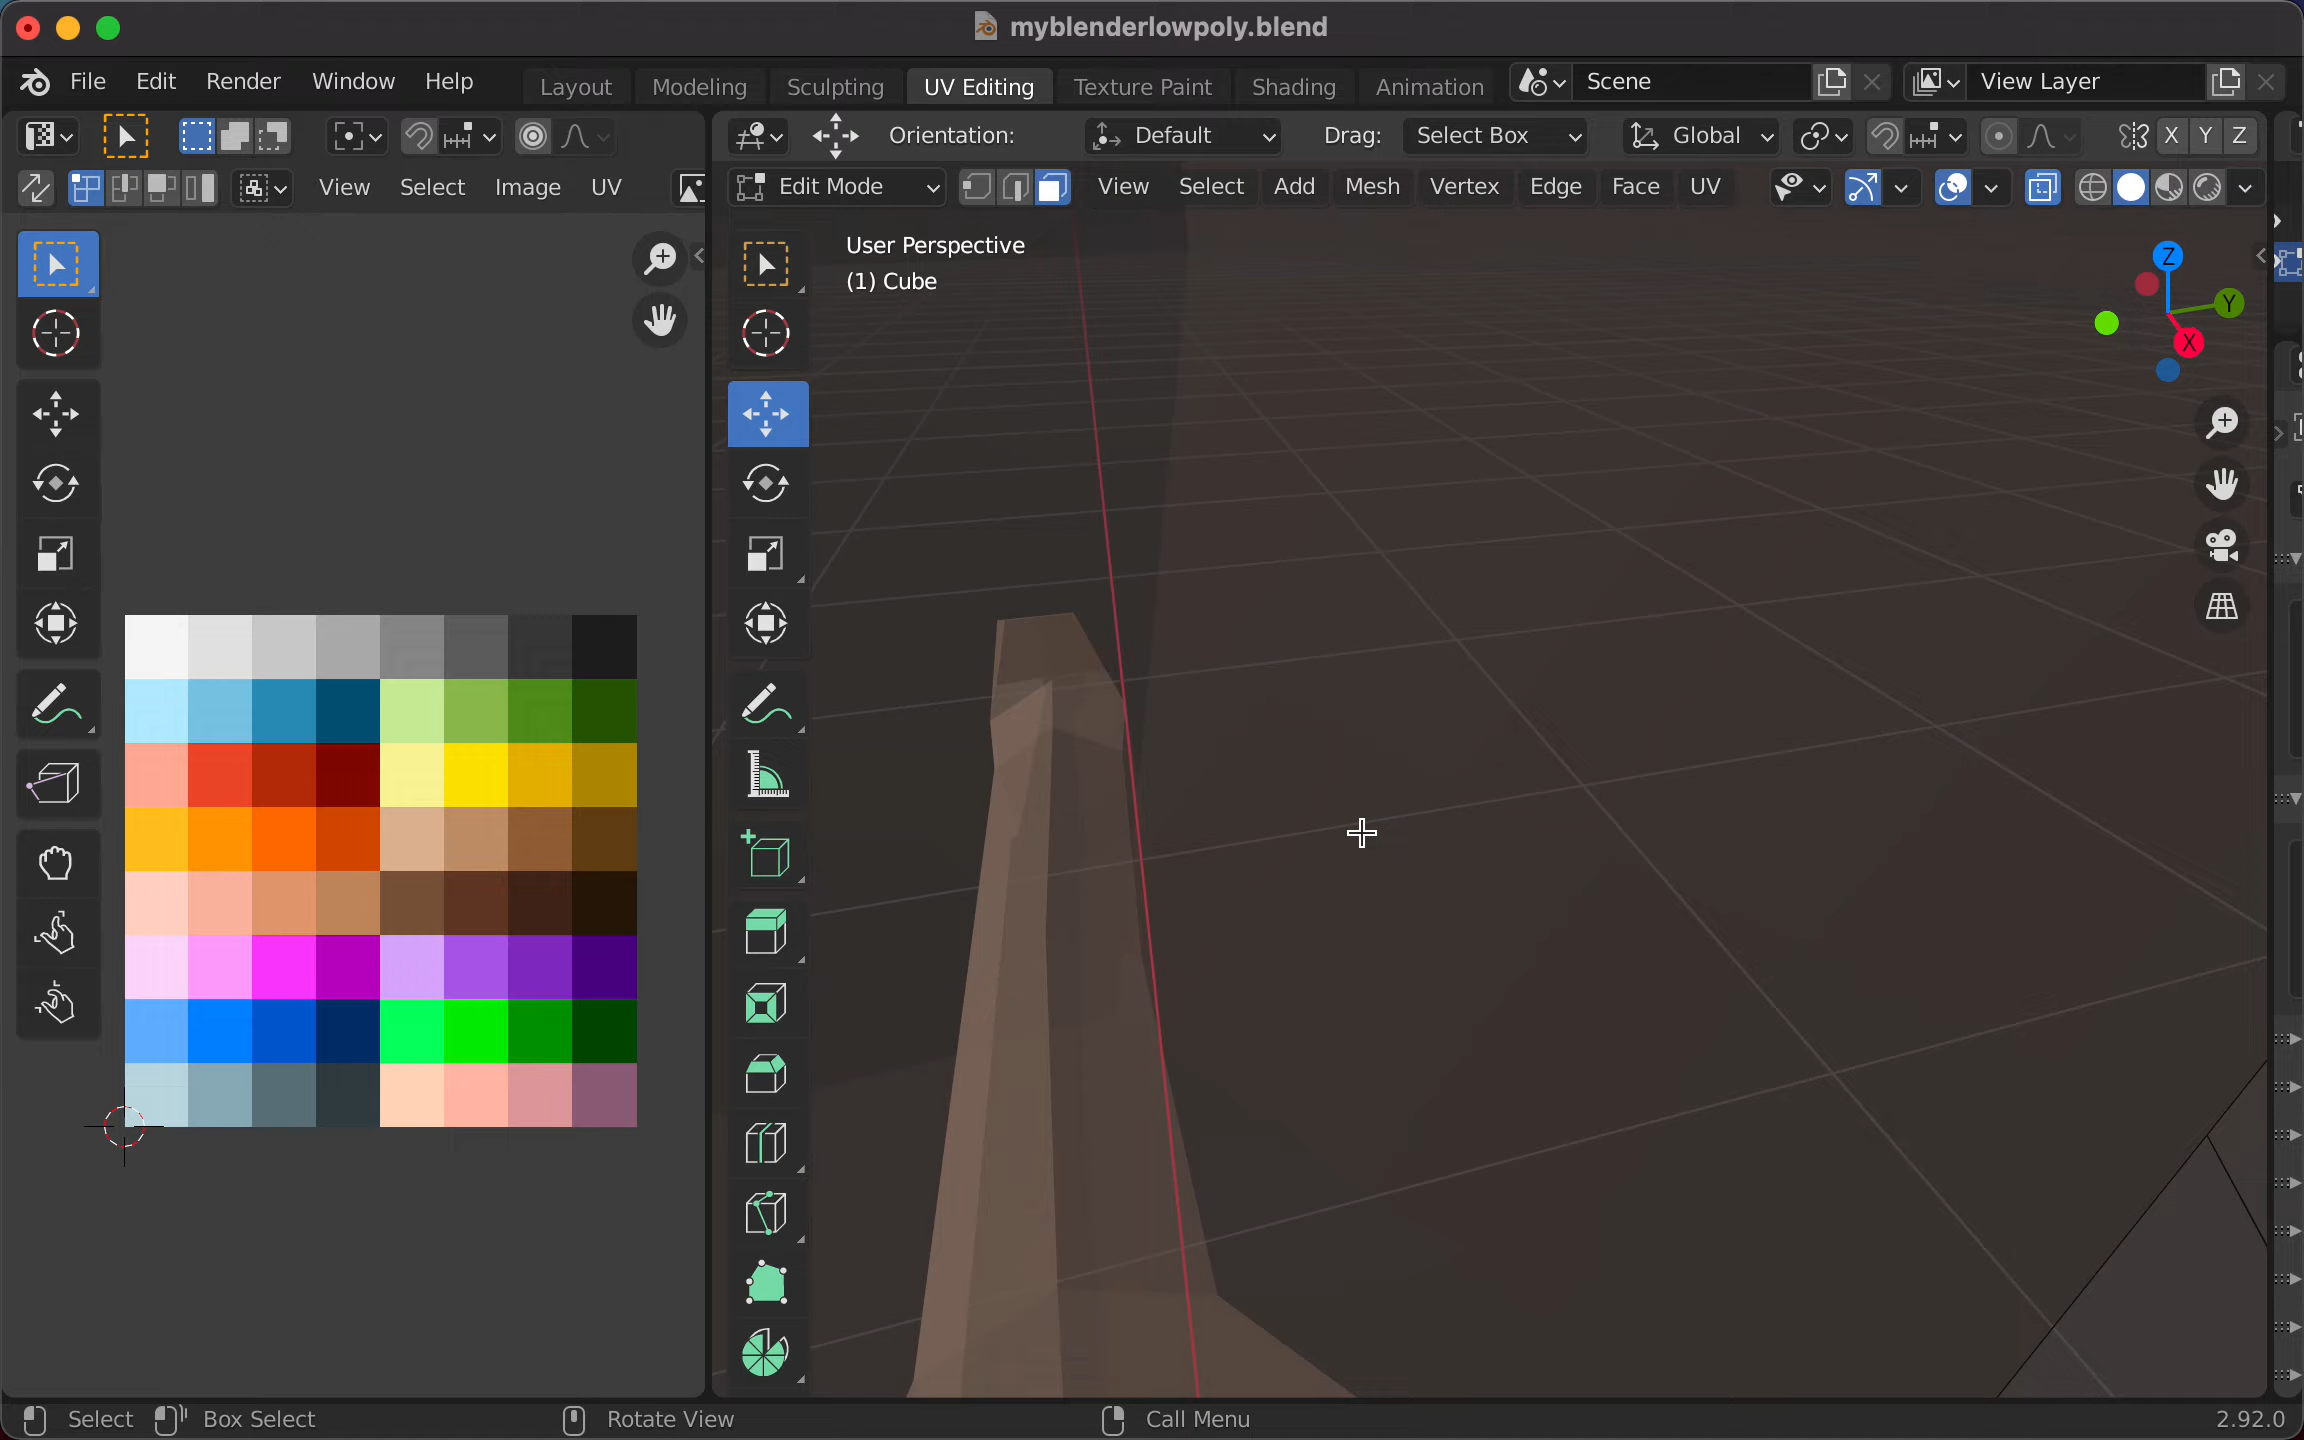 myblenderlowpoly.blend
File Edit Render Window Help Layout Modeling Sculpting UV Editing Texture Paint Shading Animation Scene View Layer
Orientation: Default Drag: Select Box Global X Y Z
View Select Image UV Edit Mode View Select Add Mesh Vertex Edge Face UV
User Perspective
(1) Cube
Z
Y
X
Select Box Select Rotate View Call Menu 2.92.0